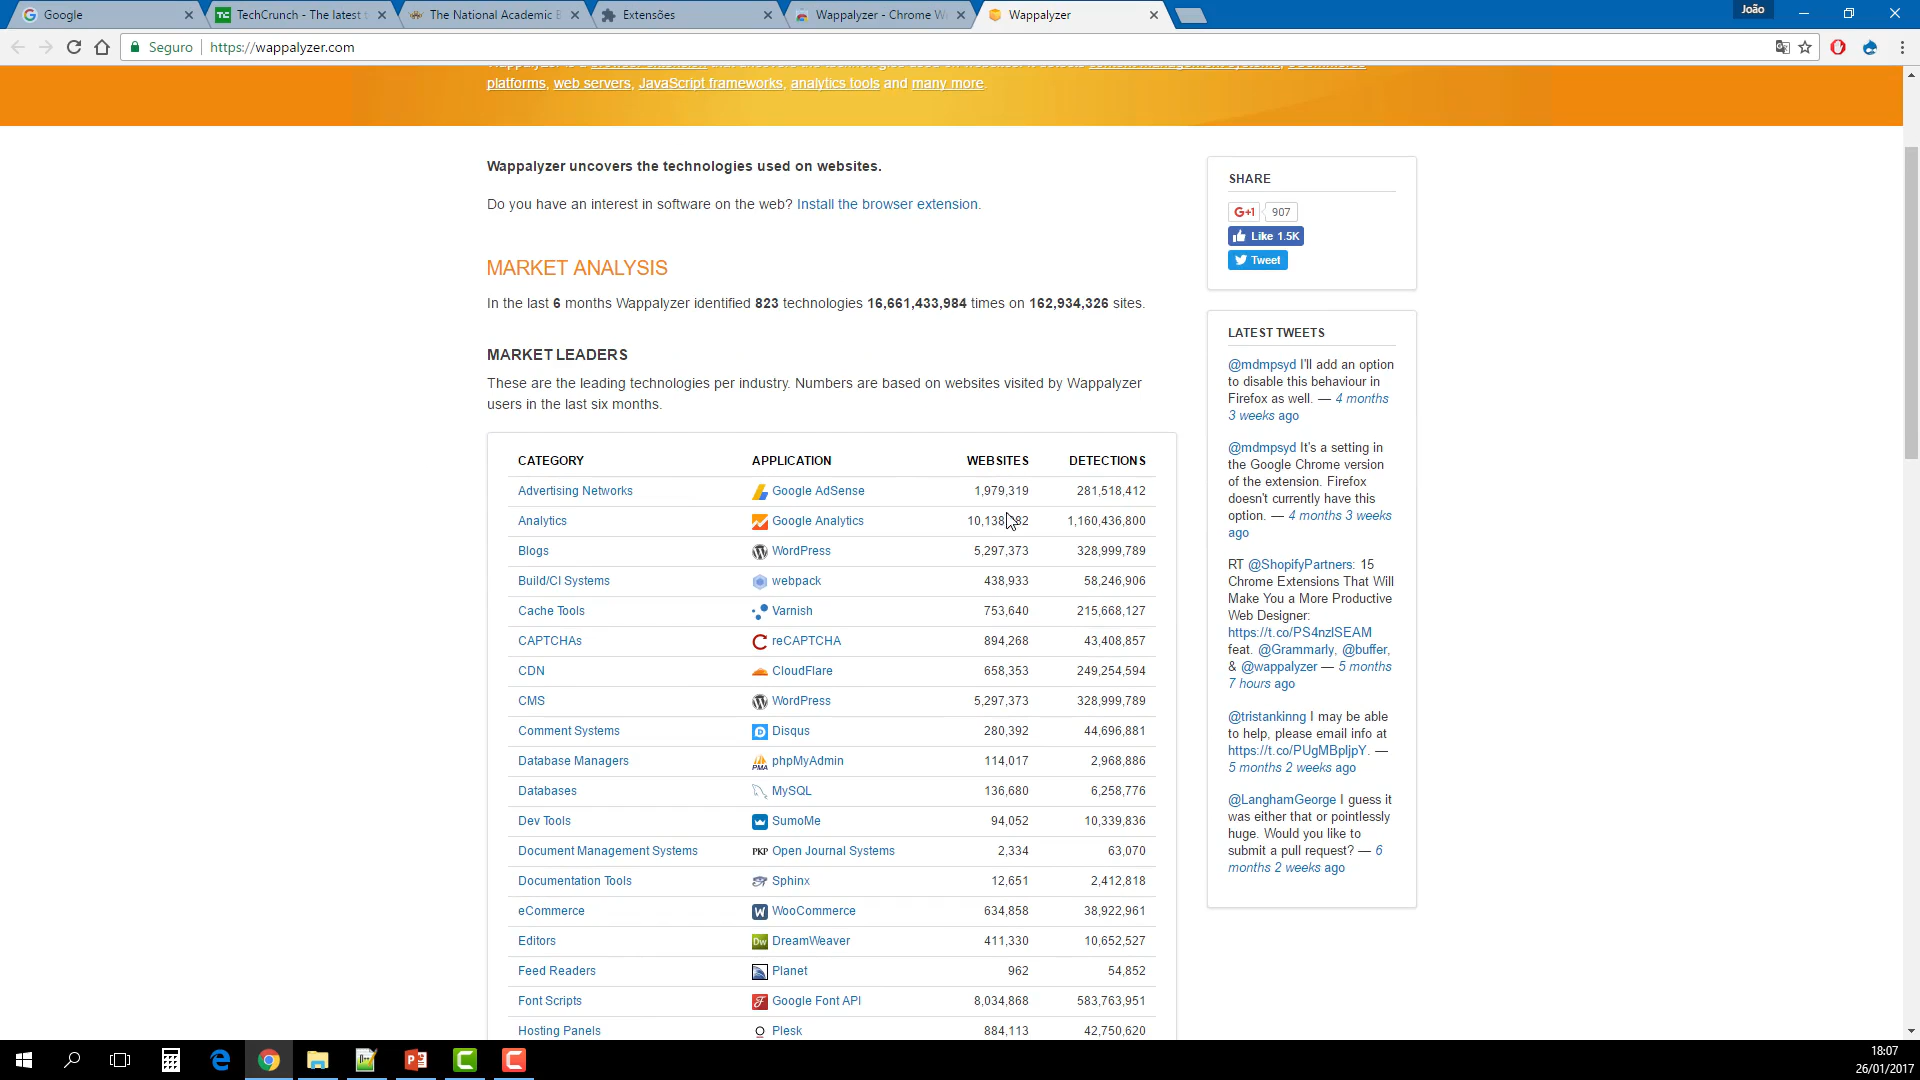 Google
TechCrunch - The latest t
The National Academic B
Extensões
Wappalyzer - Chrome W
Wappalyzer
João
Seguro
https://wappalyzer.com
platforms, web servers, JavaScript frameworks, analytics tools and many more.
Wappalyzer uncovers the technologies used on websites.
Do you have an interest in software on the web? Install the browser extension.
MARKET ANALYSIS
In the last 6 months Wappalyzer identified 823 technologies 16,661,433,984 times on 162,934,326 sites.
MARKET LEADERS
These are the leading technologies per industry. Numbers are based on websites visited by Wappalyzer
users in the last six months.
CATEGORY APPLICATION WEBSITES DETECTIONS
Advertising Networks Google AdSense 1,979,319 281,518,412
Analytics Google Analytics 1,160,436,800
Blogs WordPress 5,297,373 328,999,789
Build/CI Systems webpack 438,933 58,246,906
Cache Tools Varnish 753,640 215,668,127
CAPTCHAs reCAPTCHA 894,268 43,408,857
CDN CloudFlare 658,353 249,254,594
CMS WordPress 5,297,373 328,999,789
Comment Systems Disqus 280,392 44,696,881
Database Managers PMA phpMyAdmin 114,017 2,968,886
Databases MySQL 136,680 6,258,776
Dev Tools SumoMe 94,052 10,339,836
Document Management Systems PKP Open Journal Systems 2,334 63,070
Documentation Tools Sphinx 12,651 2,412,818
eCommerce WooCommerce 634,858 38,922,961
Editors Dw DreamWeaver 411,330 10,652,527
Feed Readers Planet 962 54,852
Font Scripts Google Font API 8,034,868 583,763,951
Hosting Panels Plesk 884,113 42,750,620
SHARE
G+1 907
Like 1.5K
Tweet
LATEST TWEETS
@mdmpsyd I'll add an option
to disable this behaviour in
Firefox as well. — 4 months
3 weeks ago
@mdmpsyd It's a setting in
the Google Chrome version
of the extension. Firefox
doesn't currently have this
option. — 4 months 3 weeks
ago
RT @ShopifyPartners: 15
Chrome Extensions That Will
Make You a More Productive
Web Designer:
https://t.co/PS4nzlSEAM
feat. @Grammarly, @buffer,
& @wappalyzer — 5 months
7 hours ago
@tristankinng I may be able
to help, please email info at
https://t.co/PUgMBpljpY. —
5 months 2 weeks ago
@LanghamGeorge I guess it
was either that or pointlessly
huge. Would you like to
submit a pull request? — 6
months 2 weeks ago
18:07
26/01/2017